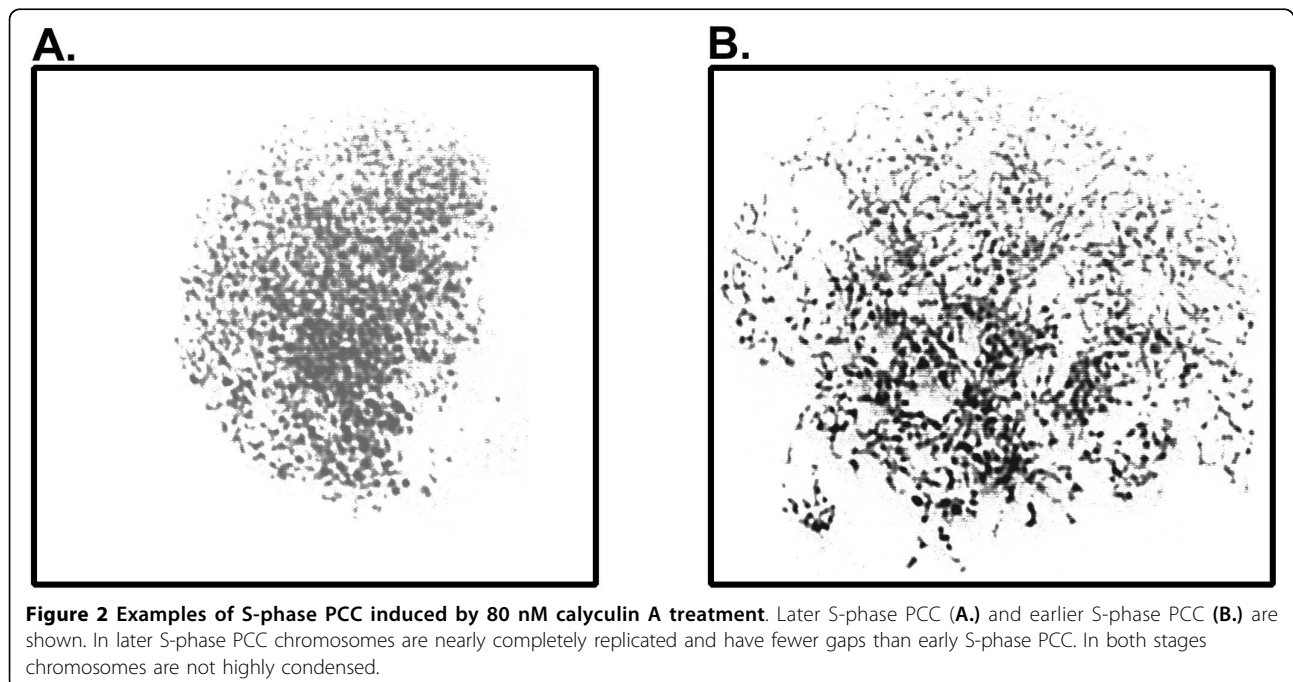 A. B.
Figure 2 Examples of S-phase PCC induced by 80 nM calyculin A treatment. Later S-phase PCC (A.) and earlier S-phase PCC (B.) are
shown. In later S-phase PCC chromosomes are nearly completely replicated and have fewer gaps than early S-phase PCC. In both stages
chromosomes are not highly condensed.